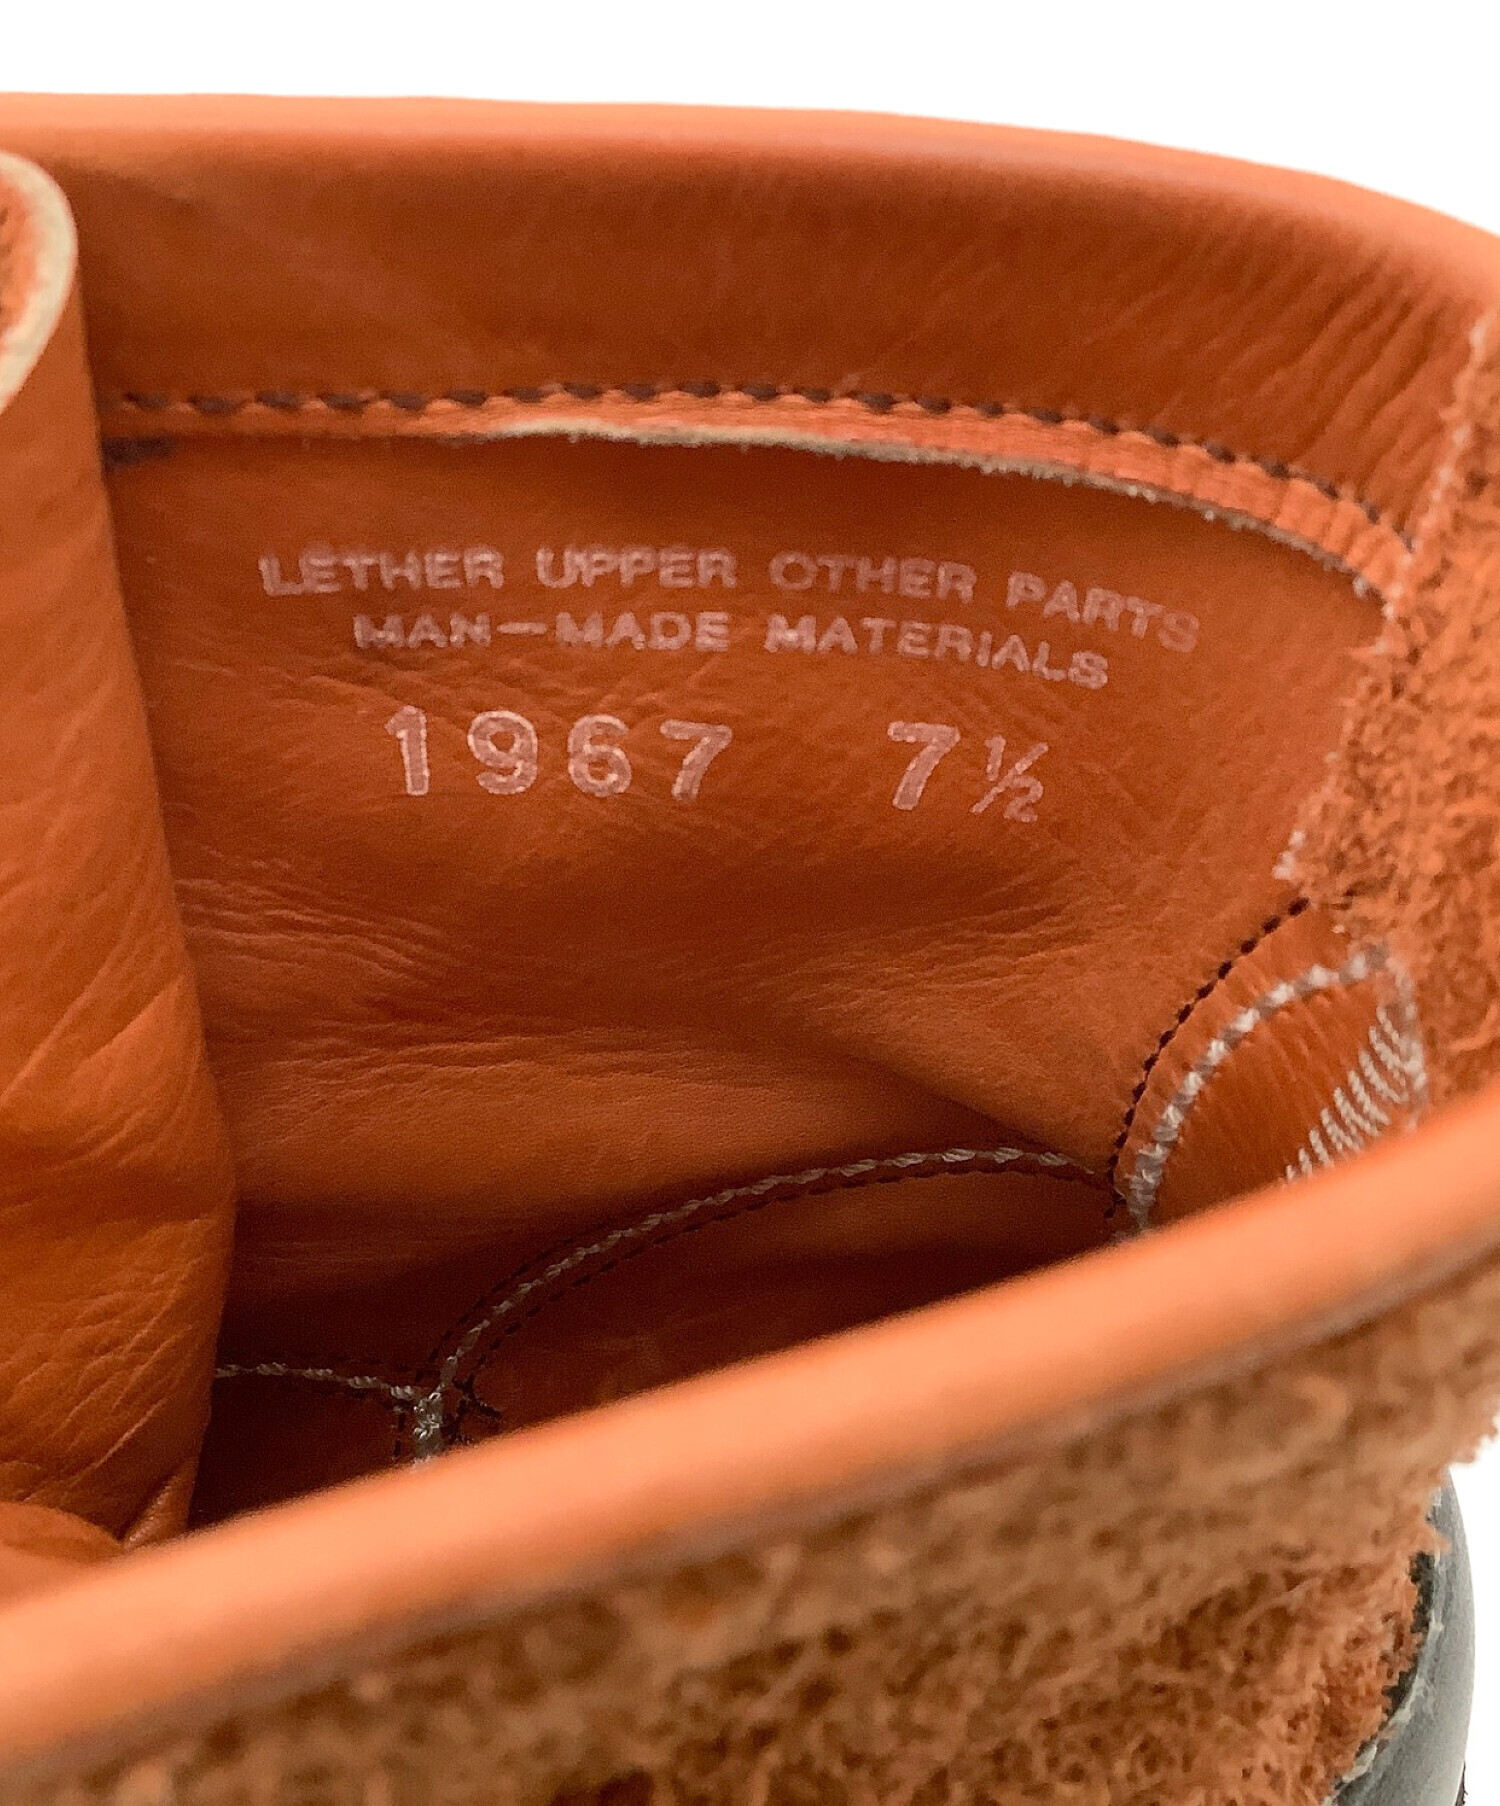 LETHER UPPER OTHER PARTS
MAN-MADE MATERIALS
1967 7½